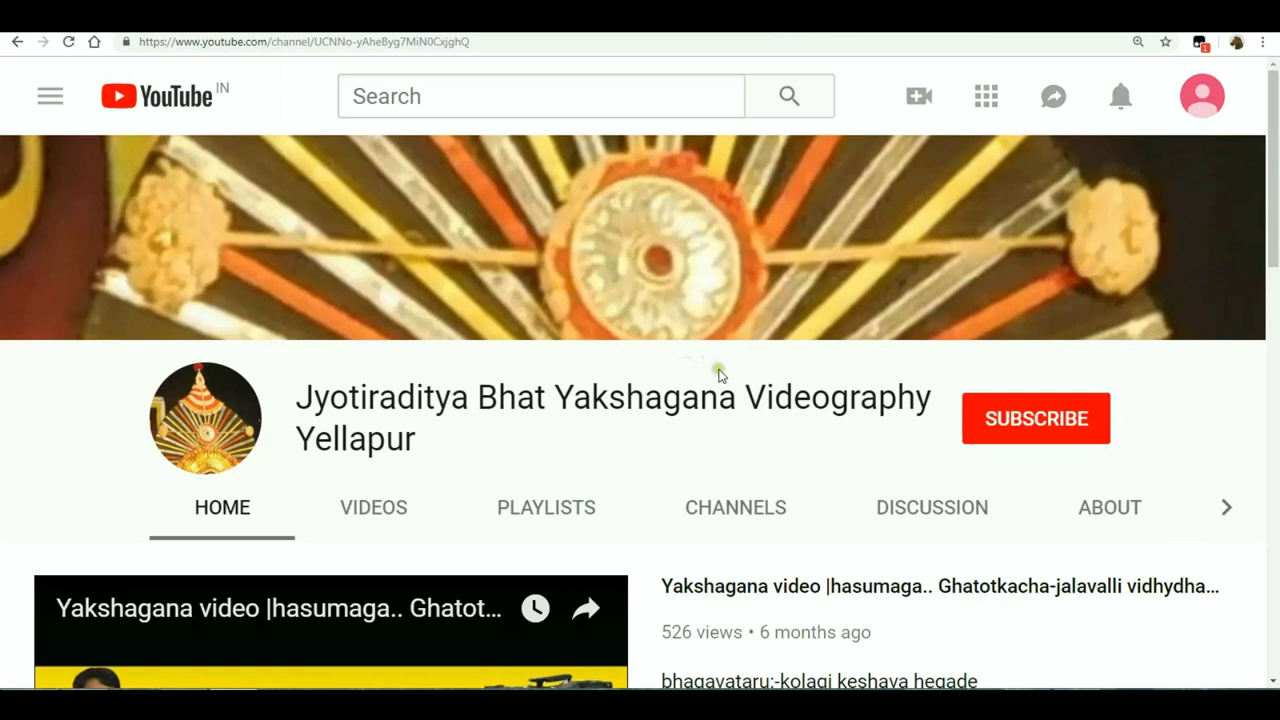 https://www.youtube.com/channel/UCNNo-yAheByg7MiN0CxjghQ
1
YouTube IN
Search
Jyotiraditya Bhat Yakshagana Videography
Yellapur
SUBSCRIBE
HOME VIDEOS PLAYLISTS CHANNELS DISCUSSION ABOUT
Yakshagana video |hasumaga.. Ghatot...
Yakshagana video |hasumaga.. Ghatotkacha-jalavalli vidhydha...
526 views • 6 months ago
bhagavataru:-kolagi keshava hegade